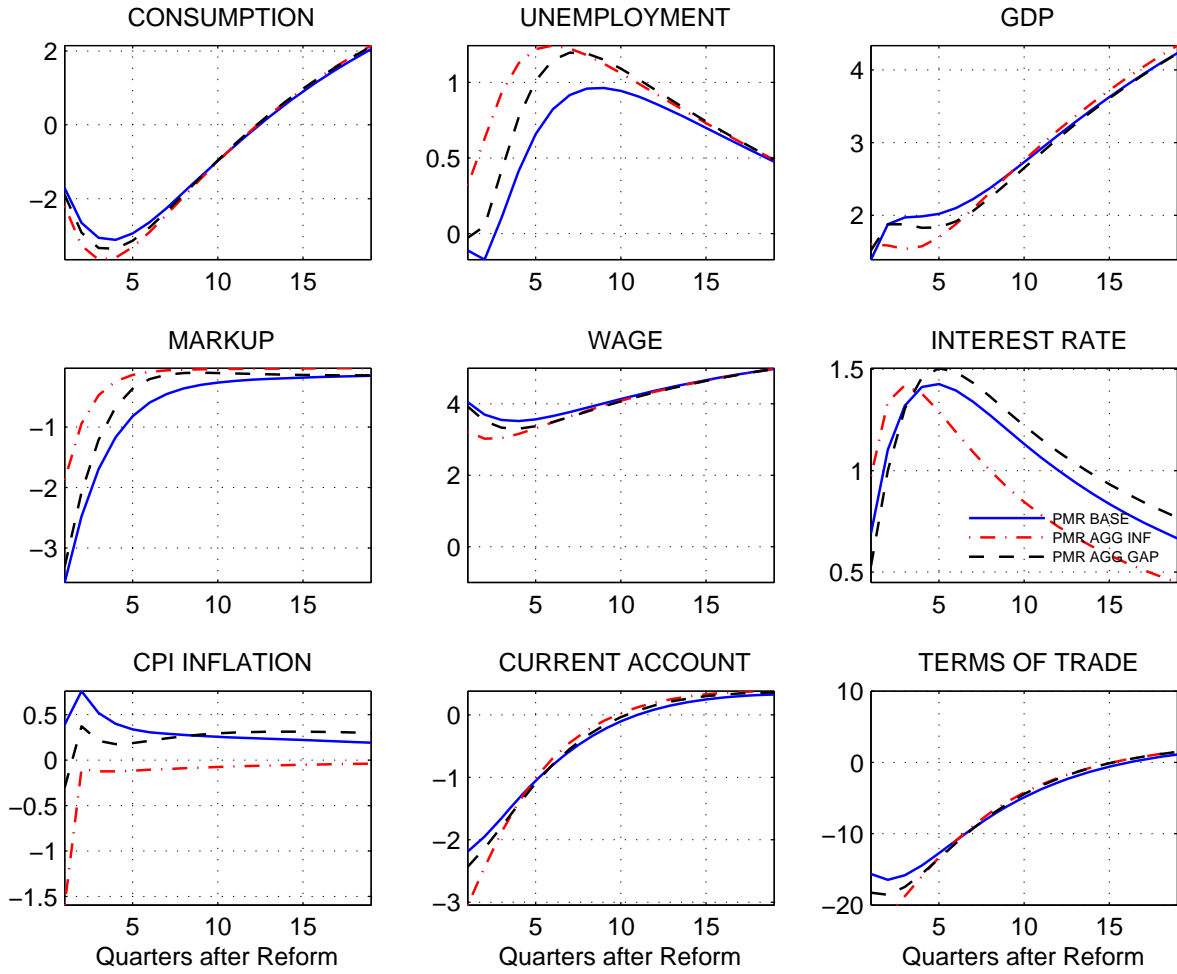 CONSUMPTION
2
0
−2
5 10 15
UNEMPLOYMENT
1
0.5
0
5 10 15
GDP
4
3
2
5 10 15
MARKUP
−1
−2
−3
5 10 15
WAGE
4
2
0
5 10 15
INTEREST RATE
1.5
1
0.5
PMR BASE
PMR AGG INF
PMR AGG GAP
5 10 15
CPI INFLATION
0.5
0
−0.5
−1
−1.5
5 10 15
Quarters after Reform
CURRENT ACCOUNT
0
−1
−2
−3
5 10 15
Quarters after Reform
TERMS OF TRADE
10
0
−10
−20
5 10 15
Quarters after Reform